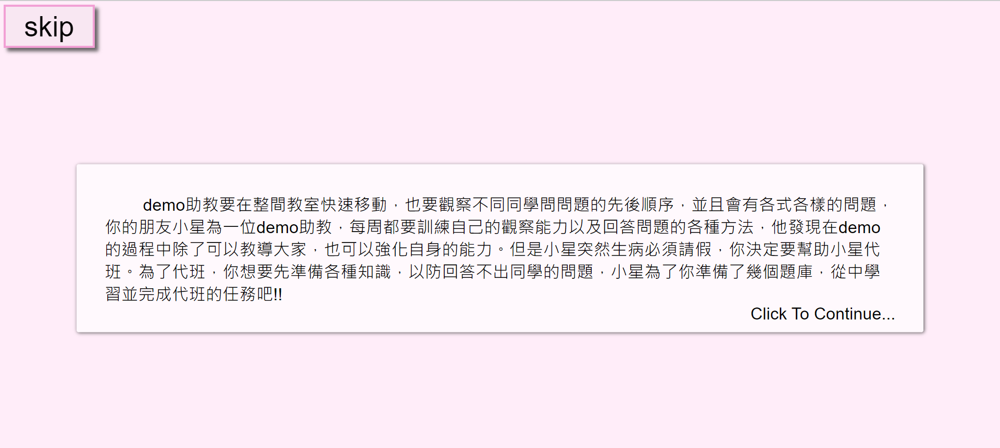 skip
demo助教要在整間教室快速移動，也要觀察不同同學問問題的先後順序，並且會有各式各樣的問題，
你的朋友小星為一位demo助教，每周都要訓練自己的觀察能力以及回答問題的各種方法，他發現在demo
的過程中除了可以教導大家，也可以強化自身的能力。但是小星突然生病必須請假，你決定要幫助小星代
班。為了代班，你想要先準備各種知識，以防回答不出同學的問題，小星為了你準備了幾個題庫，從中學
習並完成代班的任務吧!!
Click To Continue...